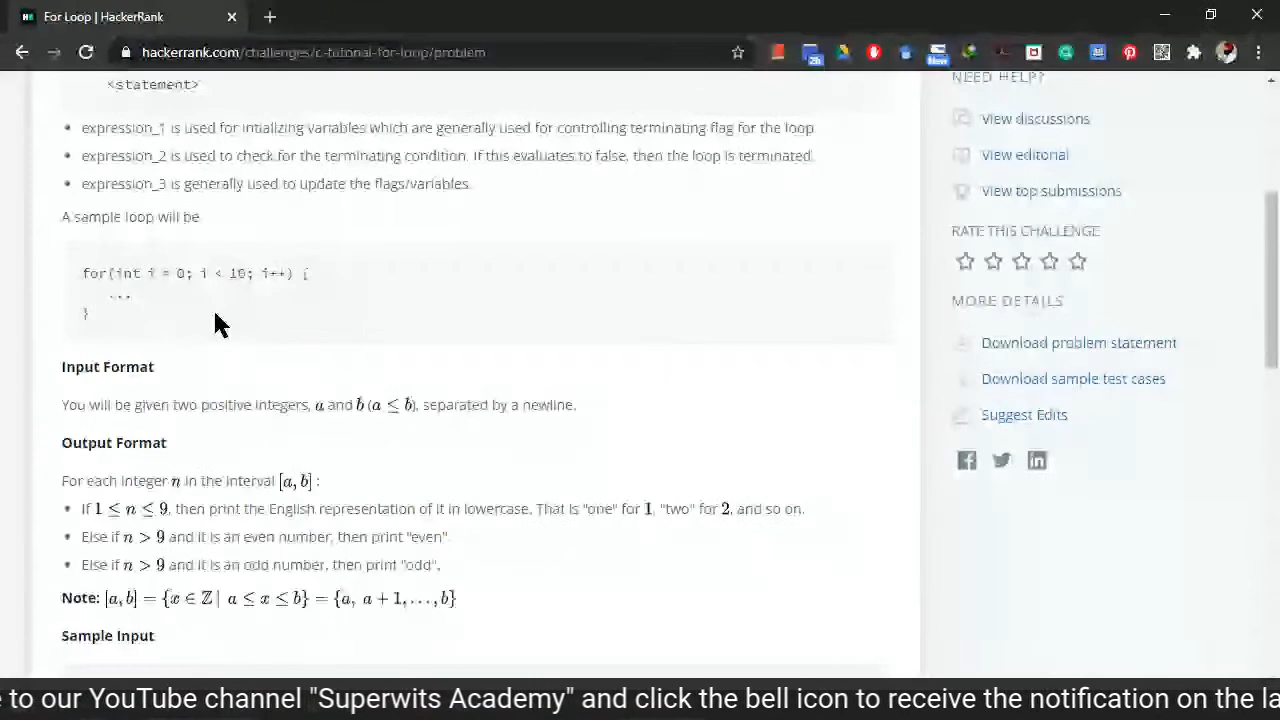 For Loop | HackerRank
hackerrank.com/challenges/c-tutorial-for-loop/problem
2h
New
<statement>
expression_1 is used for intializing variables which are generally used for controlling terminating flag for the loop
expression_2 is used to check for the terminating condition. If this evaluates to false, then the loop is terminated.
expression_3 is generally used to update the flags/variables.
A sample loop will be
for(int i = 0; i < 10; i++) {
...
}
Input Format
You will be given two positive integers, a and b (a ≤ b), separated by a newline.
Output Format
For each integer n in the interval [a, b] :
If 1 ≤ n ≤ 9, then print the English representation of it in lowercase. That is "one" for 1, "two" for 2, and so on.
Else if n > 9 and it is an even number, then print "even".
Else if n > 9 and it is an odd number, then print "odd".
Note: [a, b] = {x ∈ ℤ | a ≤ x ≤ b} = {a, a + 1, . . . , b}
Sample Input
NEED HELP?
View discussions
View editorial
View top submissions
RATE THIS CHALLENGE
MORE DETAILS
Download problem statement
Download sample test cases
Suggest Edits
e to our YouTube channel "Superwits Academy" and click the bell icon to receive the notification on the la